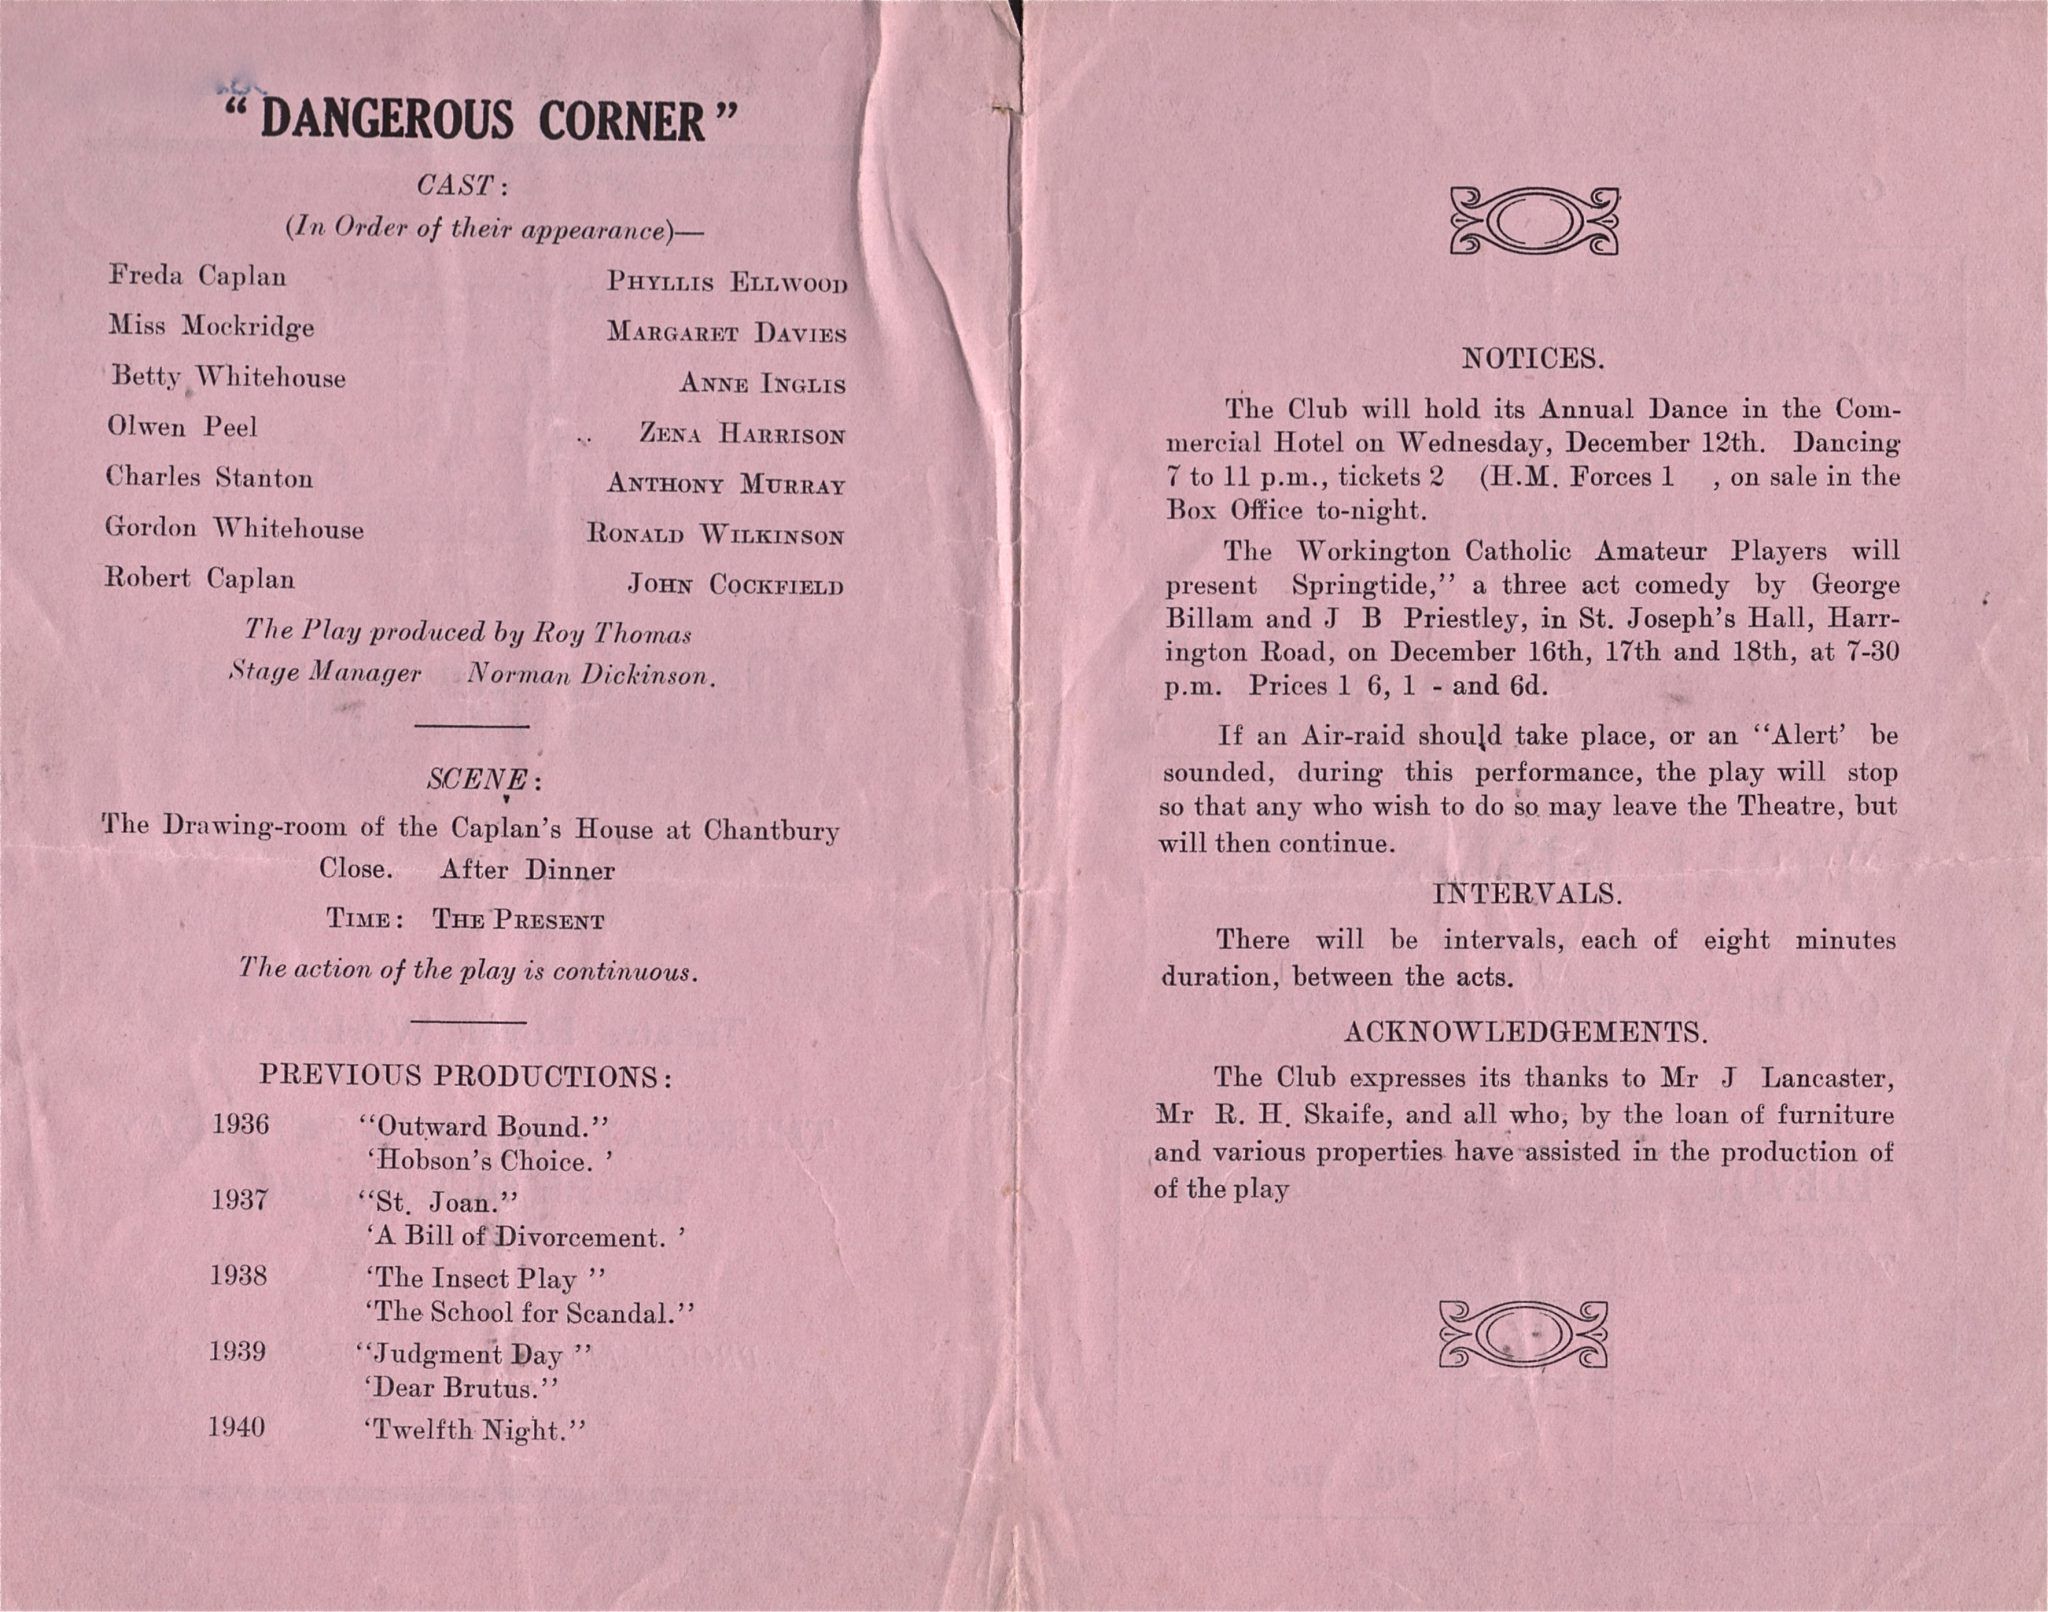 “DANGEROUS CORNER”
CAST:
(In Order of their appearance)—
Freda Caplan PHYLLIS ELLWOOD
Miss Mockridge MARGARET DAVIES
Betty Whitehouse ANNE INGLIS
Olwen Peel .. ZENA HARRISON
Charles Stanton ANTHONY MURRAY
Gordon Whitehouse RONALD WILKINSON
Robert Caplan JOHN COCKFIELD
The Play produced by Roy Thomas
Stage Manager Norman Dickinson.
SCENE:
The Drawing-room of the Caplan’s House at Chantbury
Close. After Dinner
TIME: THE PRESENT
The action of the play is continuous.
PREVIOUS PRODUCTIONS:
1936 “Outward Bound.”
‘Hobson’s Choice. ’
1937 “St. Joan.”
‘A Bill of Divorcement. ’
1938 ‘The Insect Play ”
‘The School for Scandal.”
1939 “Judgment Day ”
‘Dear Brutus.”
1940 ‘Twelfth Night.”
NOTICES.
The Club will hold its Annual Dance in the Com-
mercial Hotel on Wednesday, December 12th. Dancing
7 to 11 p.m., tickets 2 (H.M. Forces 1 , on sale in the
Box Office to-night.
The Workington Catholic Amateur Players will
present Springtide,” a three act comedy by George
Billam and J B Priestley, in St. Joseph’s Hall, Harr-
ington Road, on December 16th, 17th and 18th, at 7-30
p.m. Prices 1 6, 1 - and 6d.
If an Air-raid should take place, or an “Alert’ be
sounded, during this performance, the play will stop
so that any who wish to do so may leave the Theatre, but
will then continue.
INTERVALS.
There will be intervals, each of eight minutes
duration, between the acts.
ACKNOWLEDGEMENTS.
The Club expresses its thanks to Mr J Lancaster,
Mr R. H. Skaife, and all who, by the loan of furniture
and various properties have assisted in the production of
of the play